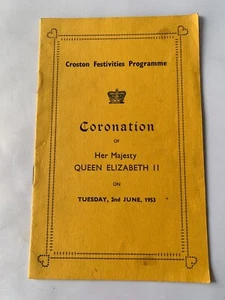 Croston Festivities Programme
Coronation
OF
Her Majesty
QUEEN ELIZABETH II
ON
TUESDAY, 2nd JUNE, 1953